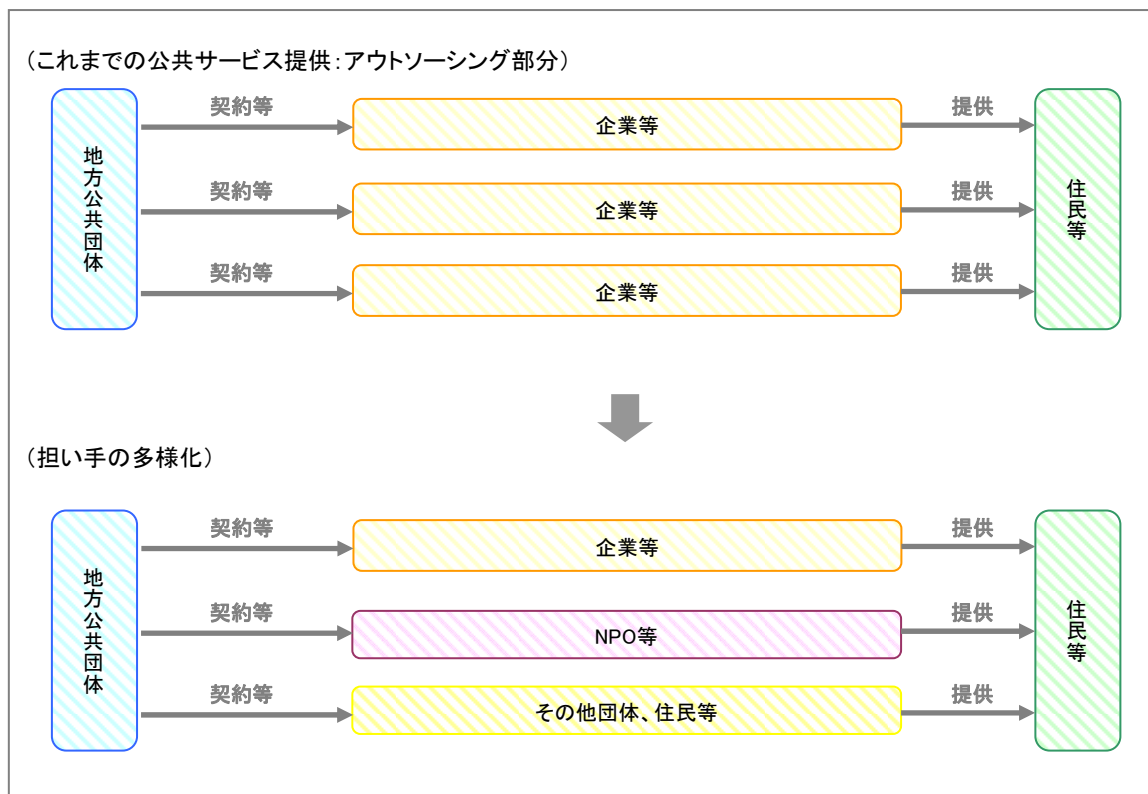 (これまでの公共サービス提供:アウトソーシング部分)
地方公共団体
契約等
企業等
提供
契約等
企業等
提供
契約等
企業等
提供
住民等
(担い手の多様化)
地方公共団体
契約等
企業等
提供
契約等
NPO等
提供
契約等
その他団体、住民等
提供
住民等